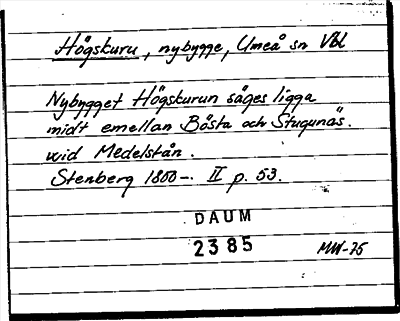 Högskuru, nybygge, Umeå sn Vbl
Nybygget Högskurun säges ligga
midt emellan Bösta och Stugunäs.
wid Medelstån.
Stenberg 1800-. II p. 53.
DAUM
2385
MW-75